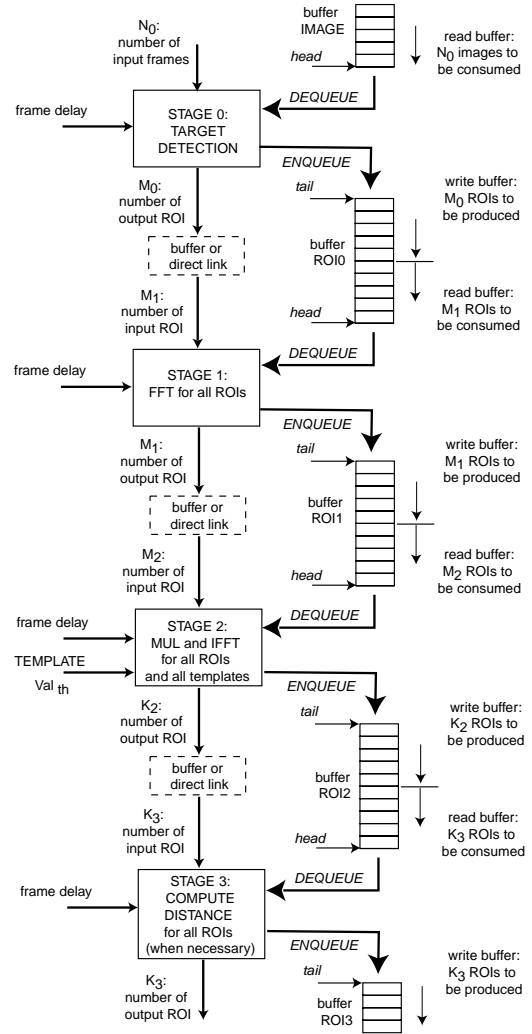 N0:
number of
input frames
buffer
IMAGE
head
read buffer:
N0 images to
be consumed
DEQUEUE
frame delay
STAGE 0:
TARGET
DETECTION
ENQUEUE
M0:
number of
output ROI
tail
write buffer:
M0 ROIs to
be produced
buffer or
direct link
buffer
ROI0
M1:
number of
input ROI
head
read buffer:
M1 ROIs to
be consumed
DEQUEUE
frame delay
STAGE 1:
FFT for all ROIs
ENQUEUE
M1:
number of
output ROI
tail
write buffer:
M1 ROIs to
be produced
buffer or
direct link
buffer
ROI1
M2:
number of
input ROI
head
read buffer:
M2 ROIs to
be consumed
DEQUEUE
frame delay
TEMPLATE
Val th
STAGE 2:
MUL and IFFT
for all ROIs
and all templates
ENQUEUE
K2:
number of
output ROI
tail
write buffer:
K2 ROIs to
be produced
buffer or
direct link
buffer
ROI2
K3:
number of
input ROI
head
read buffer:
K3 ROIs to
be consumed
DEQUEUE
frame delay
STAGE 3:
COMPUTE
DISTANCE
for all ROIs
(when necessary)
ENQUEUE
K3:
number of
output ROI
tail
buffer
ROI3
write buffer:
K3 ROIs to
be produced